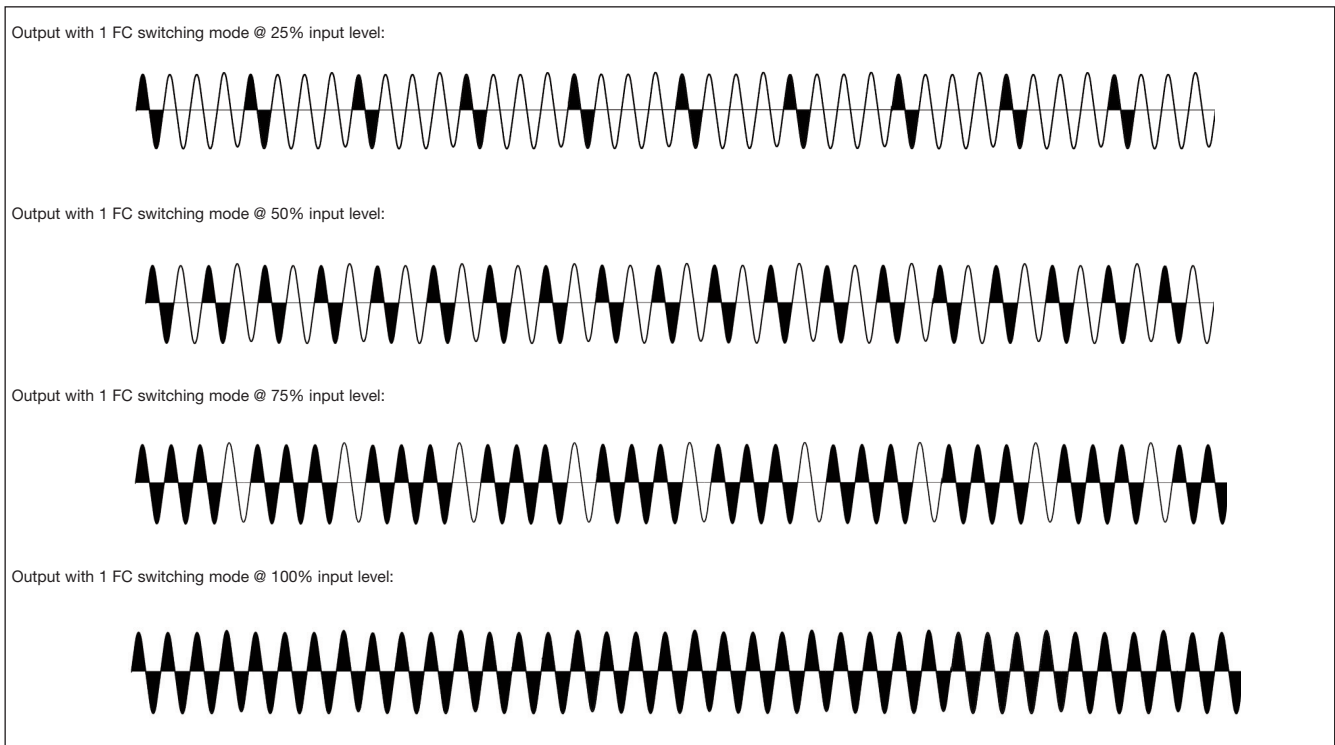 Output with 1 FC switching mode @ 25% input level:
Output with 1 FC switching mode @ 50% input level:
Output with 1 FC switching mode @ 75% input level:
Output with 1 FC switching mode @ 100% input level: